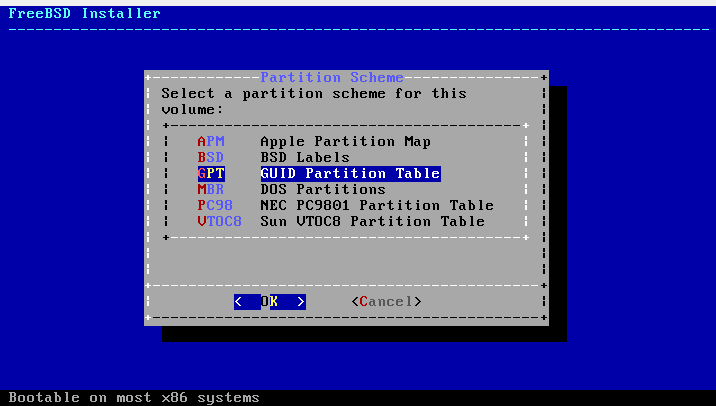 FreeBSD Installer
Partition Scheme
Select a partition scheme for this
volume:
APM Apple Partition Map
BSD BSD Labels
GPT GUID Partition Table
MBR DOS Partitions
PC98 NEC PC9801 Partition Table
VTOC8 Sun VTOC8 Partition Table
< OK > <Cancel>
Bootable on most x86 systems